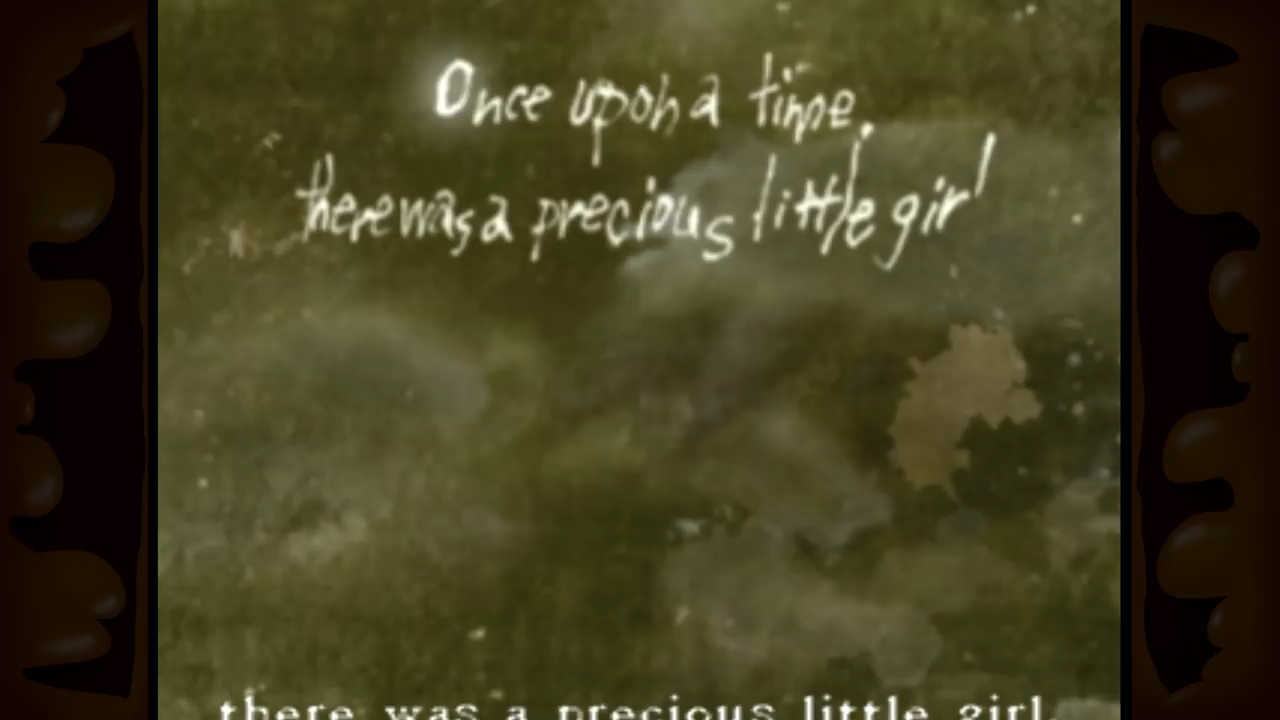 Once upon a time,
there was a precious little girl
there was a precious little girl.